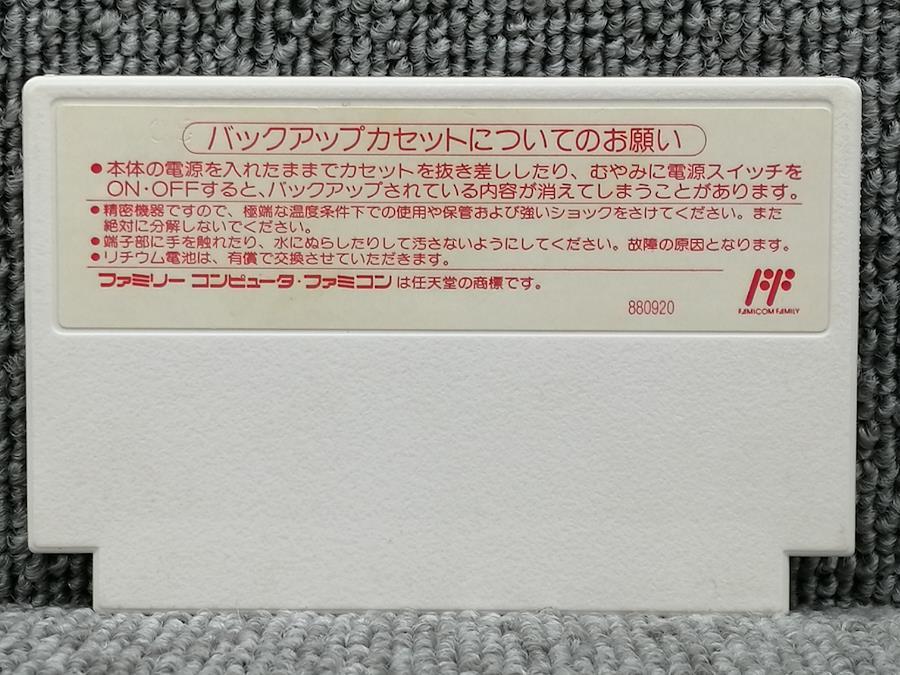 バックアップカセットについてのお願い
●本体の電源を入れたままでカセットを抜き差ししたり、むやみに電源スイッチを
ON・OFFすると、バックアップされている内容が消えてしまうことがあります。
●精密機器ですので、極端な温度条件下での使用や保管および強いショックをさけてください。また
絶対に分解しないでください。
●端子部に手を触れたり、水にぬらしたりして汚さないようにしてください。故障の原因となります。
●リチウム電池は、有償で交換させていただきます。
ファミリー コンピュータ・ファミコンは任天堂の商標です。
880920
FAMICOM FAMILY